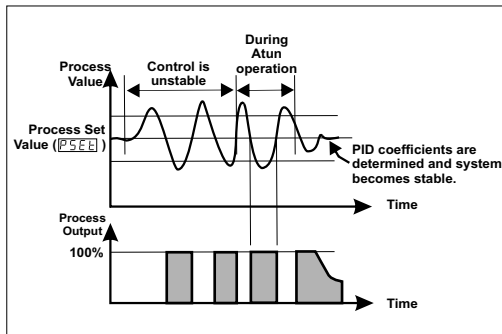 During
Process
Control is
Atun
Value
unstable
operation
Process Set
Value ( PSEt )
PID coefficients are
determined and system
becomes stable.
Time
Process
Output
100%
Time